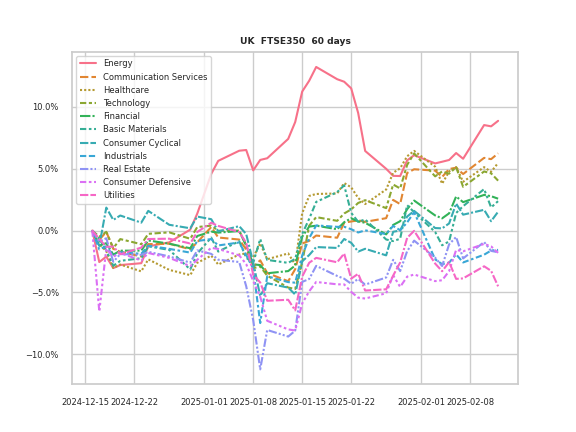 UK FTSE350 60 days
Energy
Communication Services
Healthcare
Technology
Financial
Basic Materials
Consumer Cyclical
Industrials
Real Estate
Consumer Defensive
Utilities
10.0%
5.0%
0.0%
−5.0%
−10.0%
2024-12-15 2024-12-22 2025-01-01 2025-01-08 2025-01-15 2025-01-22 2025-02-01 2025-02-08